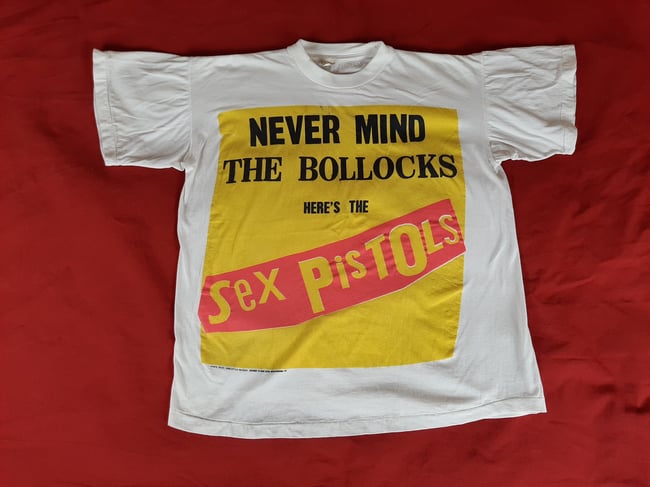 NEVER MIND
THE BOLLOCKS
HERE'S THE
Sex PisTOLs